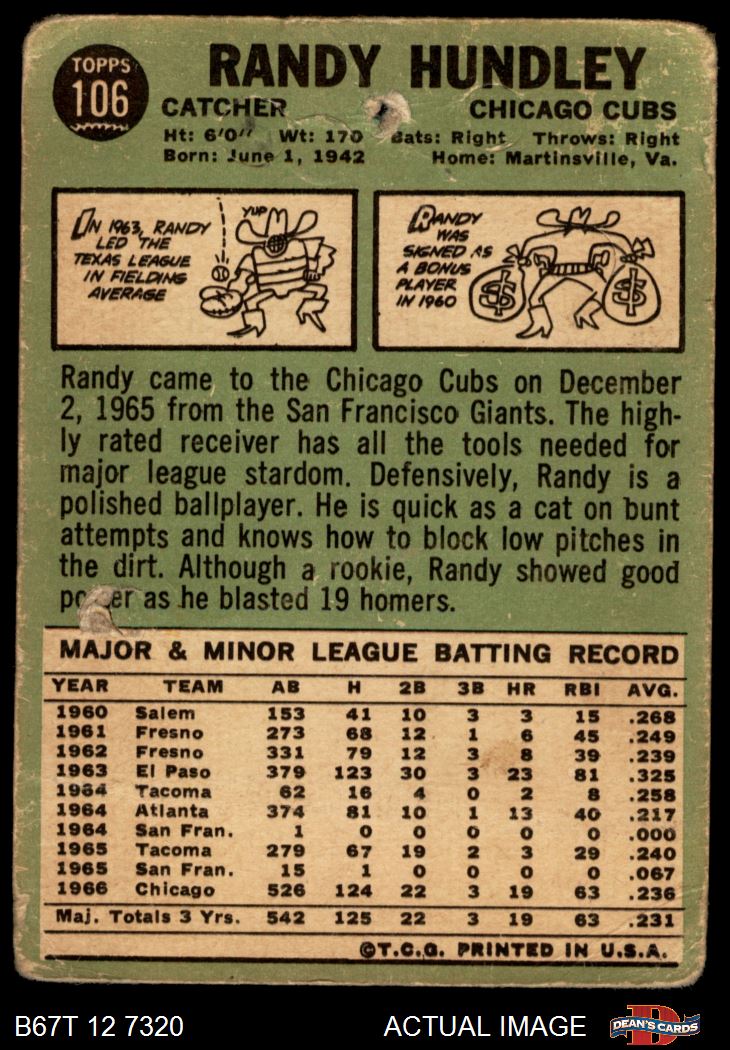 TOPPS
106
RANDY HUNDLEY
CATCHER CHICAGO CUBS
Ht: 6'0" Wt: 170 Bats: Right Throws: Right
Born: June 1, 1942 Home: Martinsville, Va.
IN 1963, RANDY
LED THE
TEXAS LEAGUE
IN FIELDING
AVERAGE
YUP
RANDY
WAS
SIGNED AS
A BONUS
PLAYER
IN 1960
$ $
Randy came to the Chicago Cubs on December
2, 1965 from the San Francisco Giants. The high-
ly rated receiver has all the tools needed for
major league stardom. Defensively, Randy is a
polished ballplayer. He is quick as a cat on bunt
attempts and knows how to block low pitches in
the dirt. Although a rookie, Randy showed good
power as he blasted 19 homers.
MAJOR & MINOR LEAGUE BATTING RECORD
YEAR TEAM AB H 2B 3B HR RBI AVG.
1960 Salem 153 41 10 3 3 15 .268
1961 Fresno 273 68 12 1 6 45 .249
1962 Fresno 331 79 12 3 8 39 .239
1963 El Paso 379 123 30 3 23 81 .325
1964 Tacoma 62 16 4 0 2 8 .258
1964 Atlanta 374 81 10 1 13 40 .217
1964 San Fran. 1 0 0 0 0 0 .000
1965 Tacoma 279 67 19 2 3 29 .240
1965 San Fran. 15 1 0 0 0 0 .067
1966 Chicago 526 124 22 3 19 63 .236
Maj. Totals 3 Yrs. 542 125 22 3 19 63 .231
©T.C.G. PRINTED IN U.S.A.
B67T 12 7320 ACTUAL IMAGE
D
DEAN'S CARDS